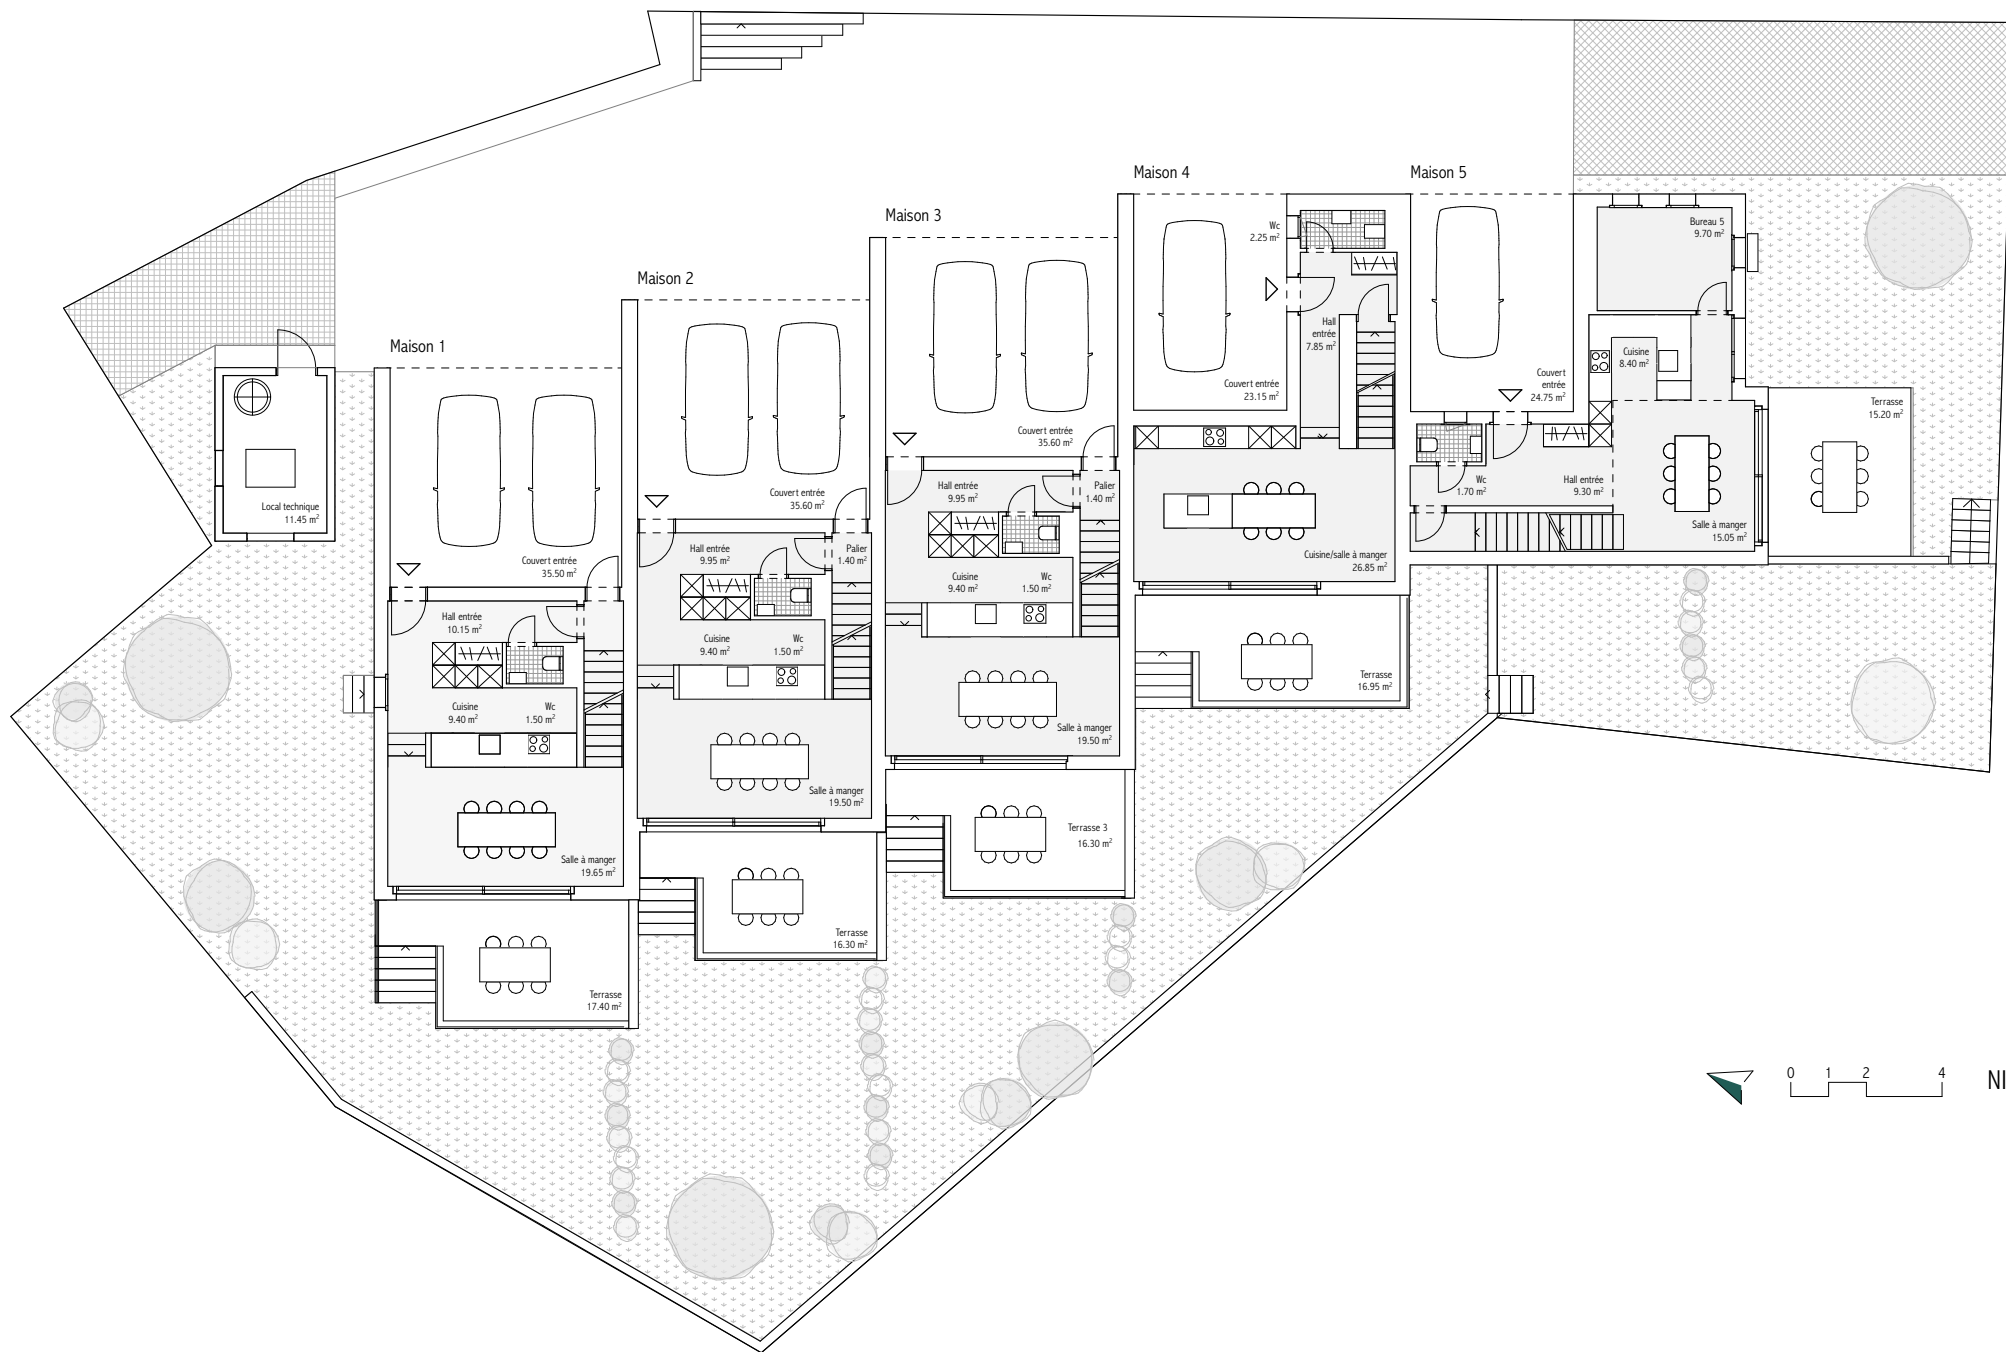 Maison 1
Couvert entrée
35.50 m²
Hall entrée
10.15 m²
Cuisine
9.40 m²
Wc
1.50 m²
Salle à manger
19.65 m²
Terrasse
17.40 m²
Local technique
11.45 m²
Maison 2
Couvert entrée
35.60 m²
Hall entrée
9.95 m²
Palier
1.40 m²
Cuisine
9.40 m²
Wc
1.50 m²
Salle à manger
19.50 m²
Terrasse
16.30 m²
Maison 3
Couvert entrée
35.60 m²
Hall entrée
9.95 m²
Palier
1.40 m²
Cuisine
9.40 m²
Wc
1.50 m²
Salle à manger
19.50 m²
Terrasse 3
16.30 m²
Maison 4
Wc
2.25 m²
Hall
entrée
7.85 m²
Couvert entrée
23.15 m²
Cuisine/salle à manger
26.85 m²
Terrasse
16.95 m²
Maison 5
Bureau 5
9.70 m²
Cuisine
8.40 m²
Couvert
entrée
24.75 m²
Wc
1.70 m²
Hall entrée
9.30 m²
Salle à manger
15.05 m²
Terrasse
15.20 m²
0 1 2 4
NI